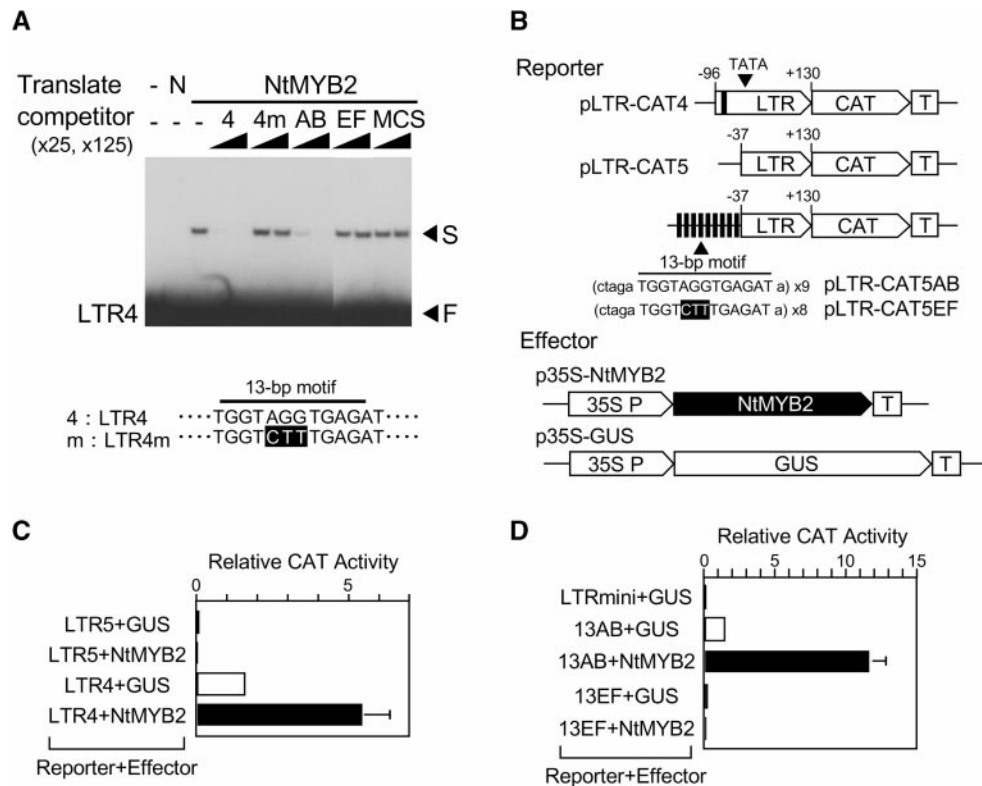 A
Translate - N NtMYB2
competitor - - - 4 4m AB EF MCS
(x25, x125)
S
LTR4 F
13-bp motif
4 : LTR4 ····TGGTAGGTGAGAT····
m : LTR4m ····TGGTCTTTGAGAT····
B
Reporter
TATA
-96 +130
pLTR-CAT4 LTR CAT T
-37 +130
pLTR-CAT5 LTR CAT T
-37 +130
LTR CAT T
13-bp motif
(ctaga TGGTAGGTGAGAT a) x9 pLTR-CAT5AB
(ctaga TGGTCTTTGAGAT a) x8 pLTR-CAT5EF
Effector
p35S-NtMYB2
35S P NtMYB2 T
p35S-GUS
35S P GUS T
C
Relative CAT Activity
0 5
LTR5+GUS
LTR5+NtMYB2
LTR4+GUS
LTR4+NtMYB2
Reporter+Effector
D
Relative CAT Activity
0 5 10 15
LTRmini+GUS
13AB+GUS
13AB+NtMYB2
13EF+GUS
13EF+NtMYB2
Reporter+Effector